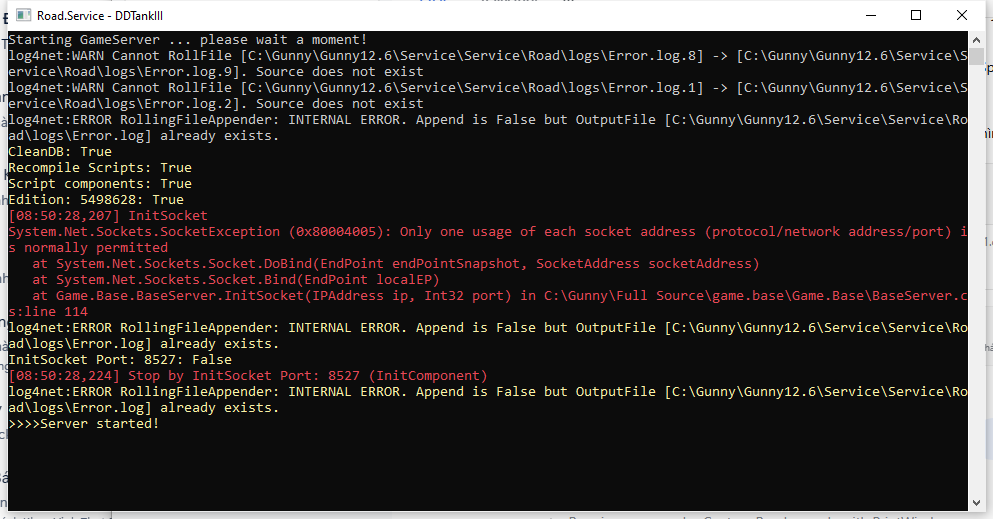 Road.Service - DDTankIII
Starting GameServer ... please wait a moment!
log4net:WARN Cannot RollFile [C:\Gunny\Gunny12.6\Service\Service\Road\logs\Error.log.8] -> [C:\Gunny\Gunny12.6\Service\S
ervice\Road\logs\Error.log.9]. Source does not exist
log4net:WARN Cannot RollFile [C:\Gunny\Gunny12.6\Service\Service\Road\logs\Error.log.1] -> [C:\Gunny\Gunny12.6\Service\S
ervice\Road\logs\Error.log.2]. Source does not exist
log4net:ERROR RollingFileAppender: INTERNAL ERROR. Append is False but OutputFile [C:\Gunny\Gunny12.6\Service\Service\Ro
ad\logs\Error.log] already exists.
CleanDB: True
Recompile Scripts: True
Script components: True
Edition: 5498628: True
[08:50:28,207] InitSocket
System.Net.Sockets.SocketException (0x80004005): Only one usage of each socket address (protocol/network address/port) i
s normally permitted
   at System.Net.Sockets.Socket.DoBind(EndPoint endPointSnapshot, SocketAddress socketAddress)
   at System.Net.Sockets.Socket.Bind(EndPoint localEP)
   at Game.Base.BaseServer.InitSocket(IPAddress ip, Int32 port) in C:\Gunny\Full Source\game.base\Game.Base\BaseServer.c
s:line 114
log4net:ERROR RollingFileAppender: INTERNAL ERROR. Append is False but OutputFile [C:\Gunny\Gunny12.6\Service\Service\Ro
ad\logs\Error.log] already exists.
InitSocket Port: 8527: False
[08:50:28,224] Stop by InitSocket Port: 8527 (InitComponent)
log4net:ERROR RollingFileAppender: INTERNAL ERROR. Append is False but OutputFile [C:\Gunny\Gunny12.6\Service\Service\Ro
ad\logs\Error.log] already exists.
>>>>Server started!